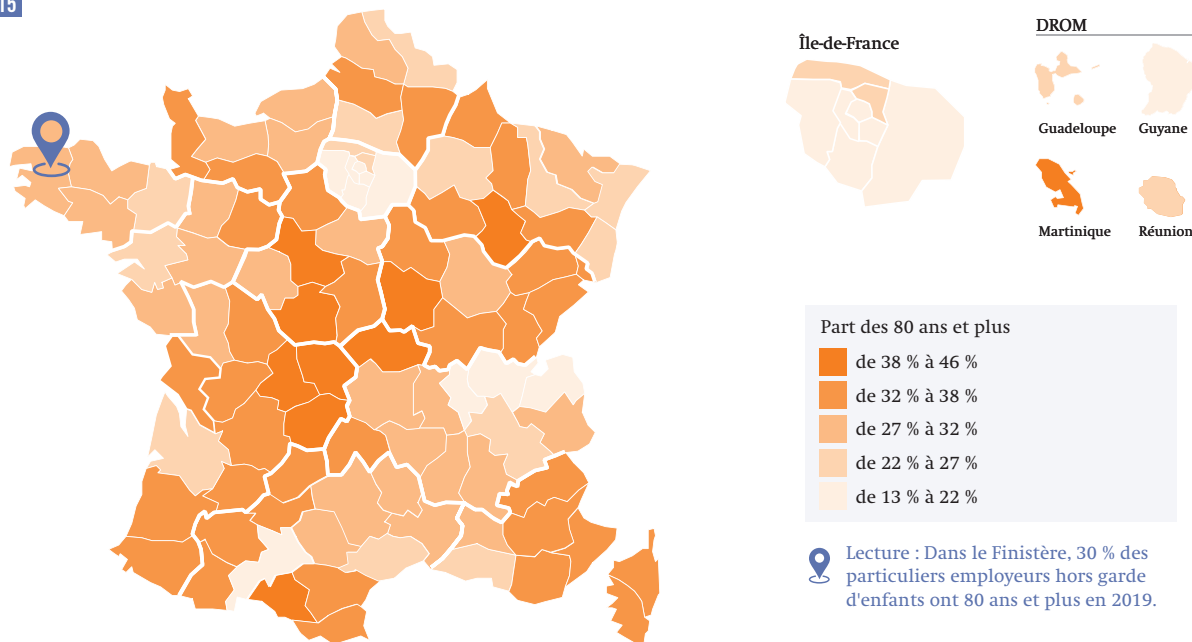 15
Île-de-France
DROM
Guadeloupe
Guyane
Martinique
Réunion
Part des 80 ans et plus
de 38 % à 46 %
de 32 % à 38 %
de 27 % à 32 %
de 22 % à 27 %
de 13 % à 22 %
Lecture : Dans le Finistère, 30 % des
particuliers employeurs hors garde
d'enfants ont 80 ans et plus en 2019.